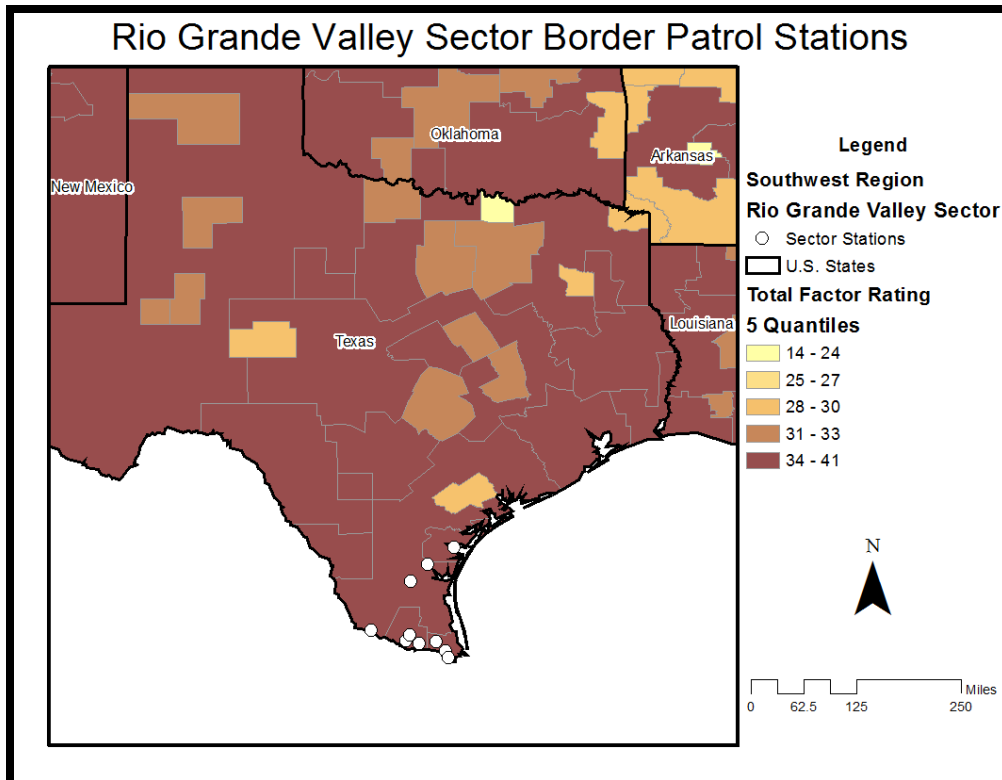 Rio Grande Valley Sector Border Patrol Stations
Oklahoma
Arkansas
New Mexico
Texas
Louisiana
Legend
Southwest Region
Rio Grande Valley Sector
Sector Stations
U.S. States
Total Factor Rating
5 Quantiles
14 - 24
25 - 27
28 - 30
31 - 33
34 - 41
N
Miles
0 62.5 125 250